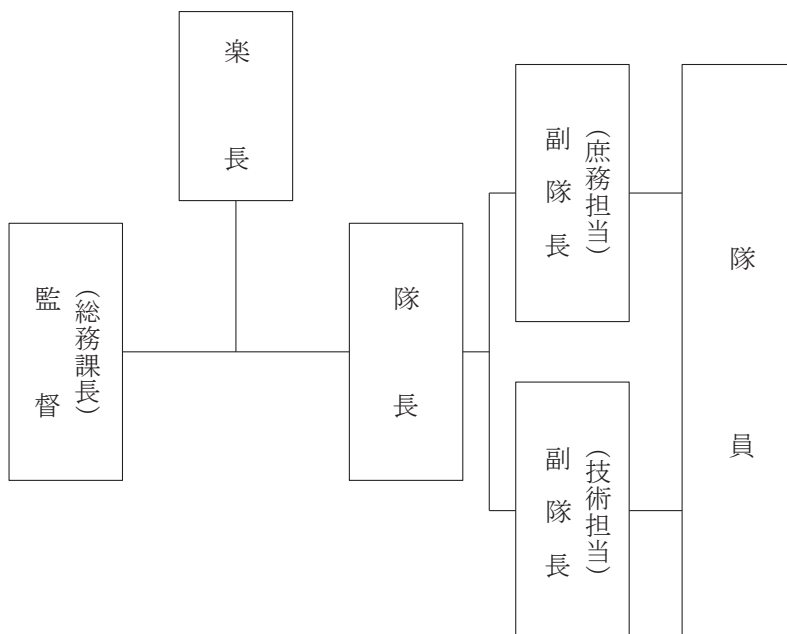 楽長
監督
（総務課長）
隊長
副隊長
（庶務担当）
副隊長
（技術担当）
隊員